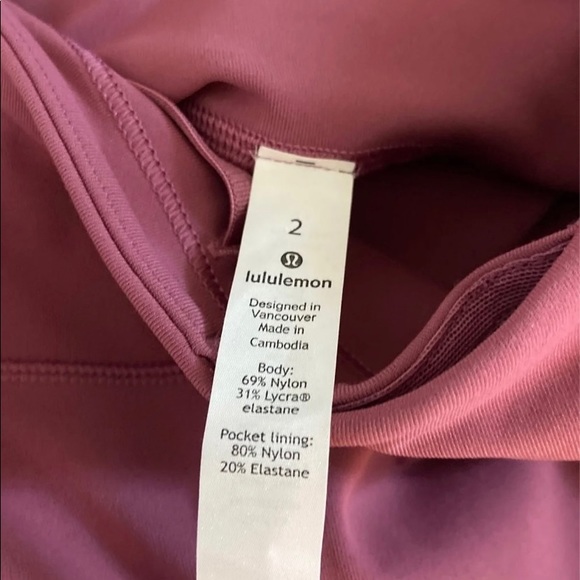 2
lululemon
Designed in
Vancouver
Made in
Cambodia
Body:
69% Nylon
31% Lycra®
elastane
Pocket lining:
80% Nylon
20% Elastane